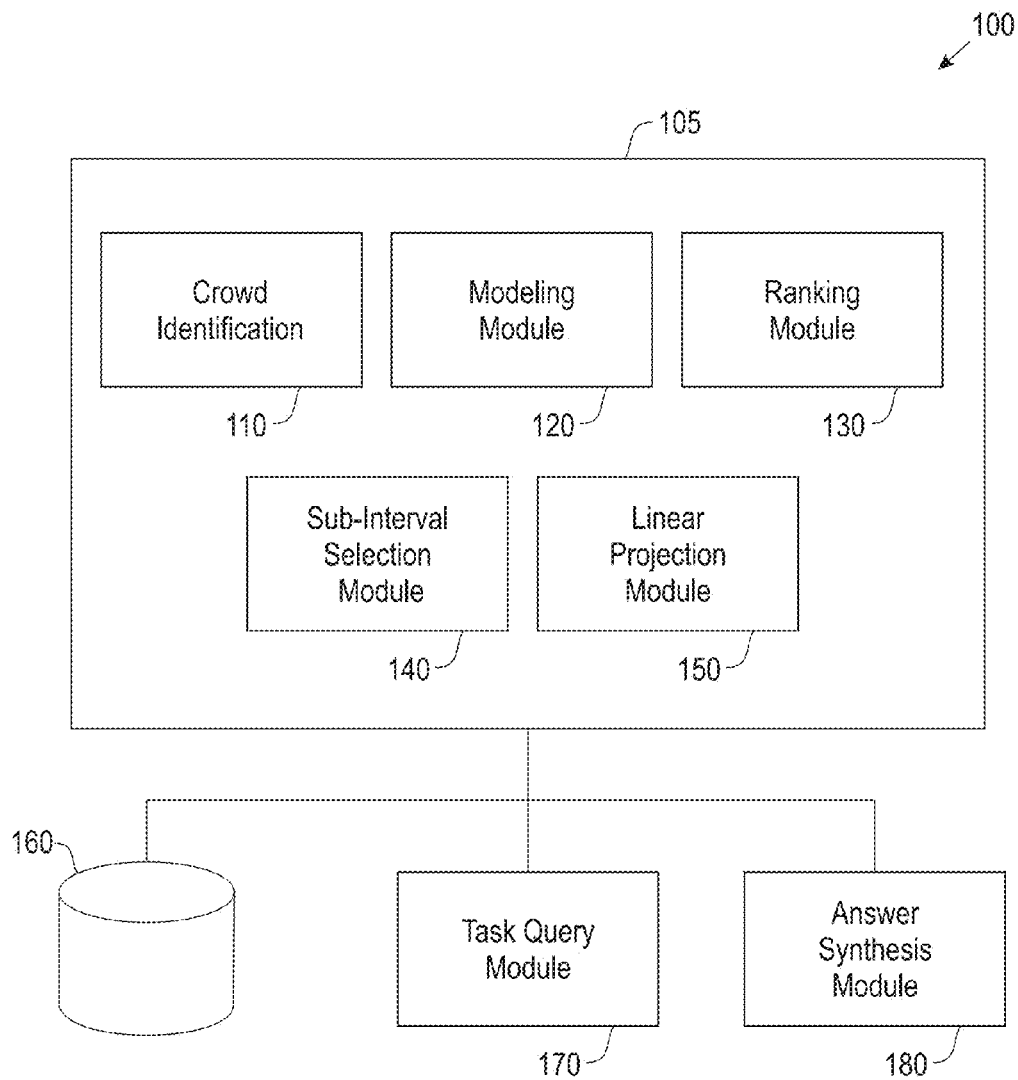 100
105
Crowd
Identification
110
Modeling
Module
120
Ranking
Module
130
Sub-Interval
Selection
Module
140
Linear
Projection
Module
150
160
Task Query
Module
170
Answer
Synthesis
Module
180